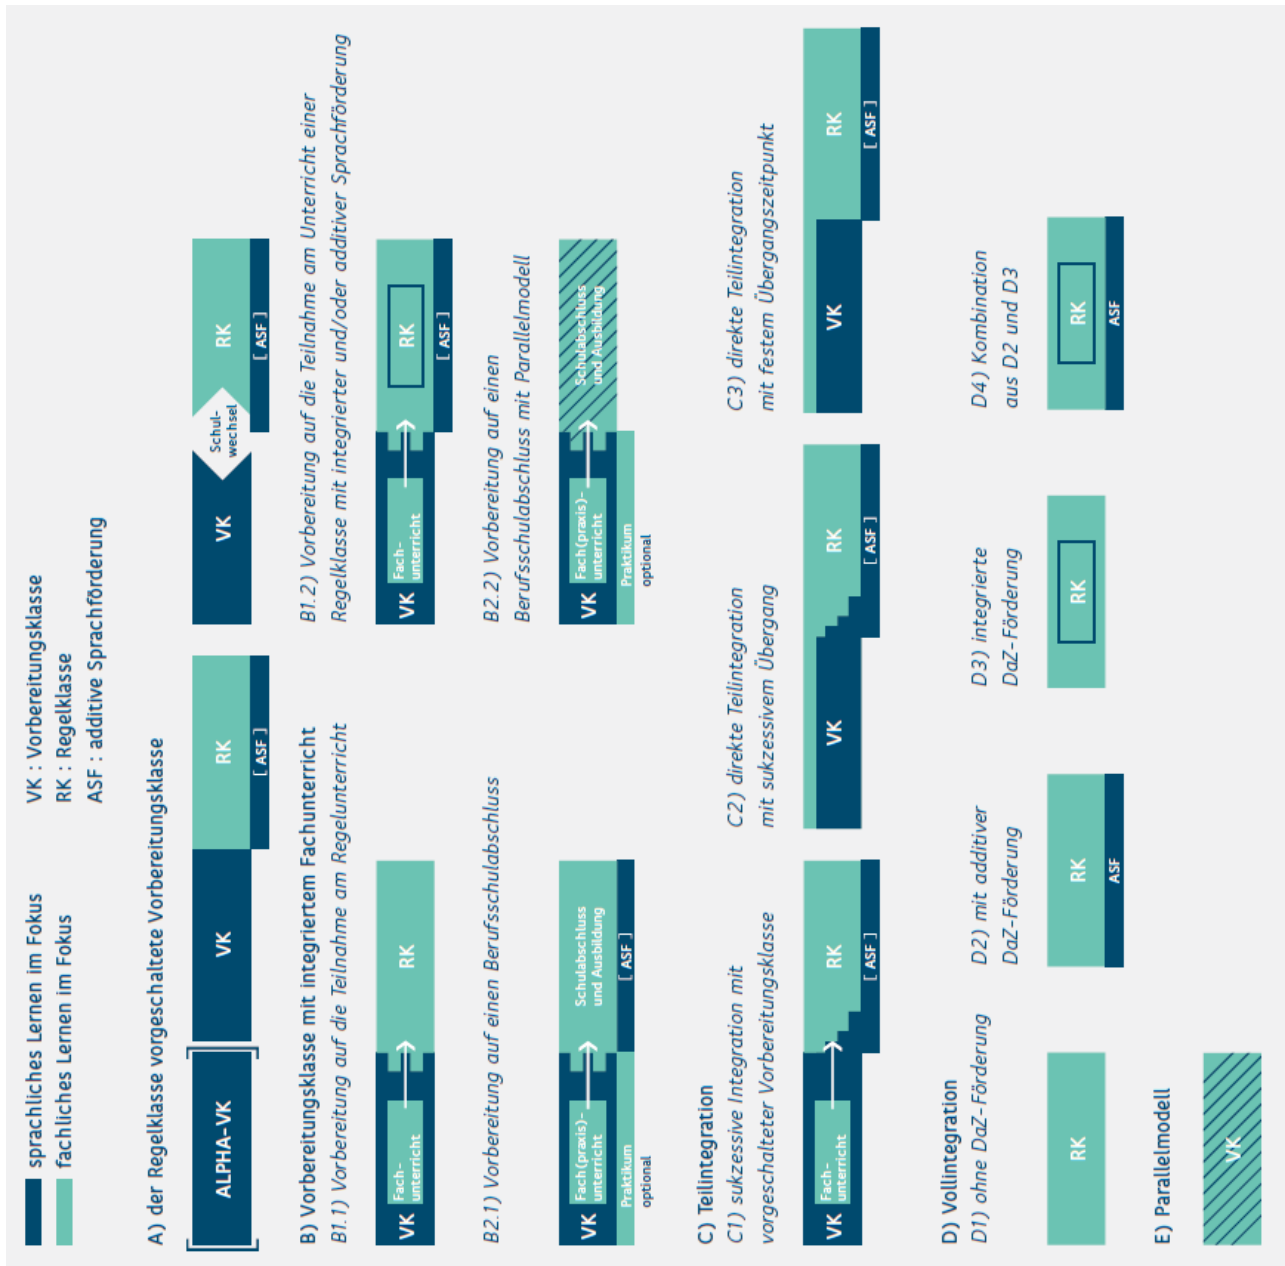 sprachliches Lernen im Fokus
fachliches Lernen im Fokus
VK : Vorbereitungsklasse
RK : Regelklasse
ASF : additive Sprachförderung
A) der Regelklasse vorgeschaltete Vorbereitungsklasse
ALPHA-VK
VK
RK
[ ASF ]
VK
Schul-
wechsel
RK
[ ASF ]
B) Vorbereitungsklasse mit integriertem Fachunterricht
B1.1) Vorbereitung auf die Teilnahme am Regelunterricht
VK
Fach-
unterricht
RK
B1.2) Vorbereitung auf die Teilnahme am Unterricht einer
Regelklasse mit integrierter und/oder additiver Sprachförderung
VK
Fach-
unterricht
RK
[ ASF ]
B2.1) Vorbereitung auf einen Berufsschulabschluss
VK
Fach(praxis)-
unterricht
Schulabschluss
und Ausbildung
Praktikum
optional
[ ASF ]
B2.2) Vorbereitung auf einen
Berufsschulabschluss mit Parallelmodell
VK
Fach(praxis)-
unterricht
Schulabschluss
und Ausbildung
Praktikum
optional
C) Teilintegration
C1) sukzessive Integration mit
vorgeschalteter Vorbereitungsklasse
VK
Fach-
unterricht
RK
[ ASF ]
C2) direkte Teilintegration
mit sukzessivem Übergang
VK
RK
[ ASF ]
C3) direkte Teilintegration
mit festem Übergangszeitpunkt
VK
RK
[ ASF ]
D) Vollintegration
D1) ohne DaZ-Förderung
RK
D2) mit additiver
DaZ-Förderung
RK
ASF
D3) integrierte
DaZ-Förderung
RK
D4) Kombination
aus D2 und D3
RK
ASF
E) Parallelmodell
VK